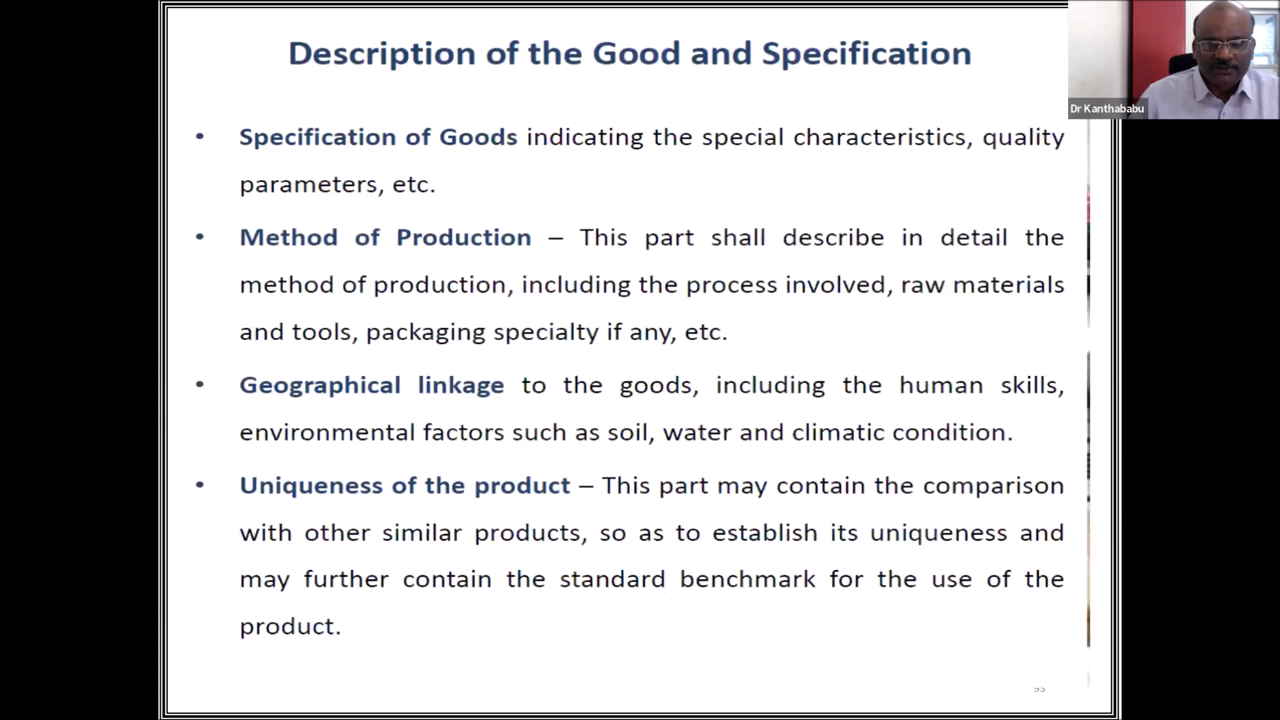 Description of the Good and Specification
Dr Kanthababu
• Specification of Goods indicating the special characteristics, quality
parameters, etc.
• Method of Production – This part shall describe in detail the
method of production, including the process involved, raw materials
and tools, packaging specialty if any, etc.
• Geographical linkage to the goods, including the human skills,
environmental factors such as soil, water and climatic condition.
• Uniqueness of the product – This part may contain the comparison
with other similar products, so as to establish its uniqueness and
may further contain the standard benchmark for the use of the
product.